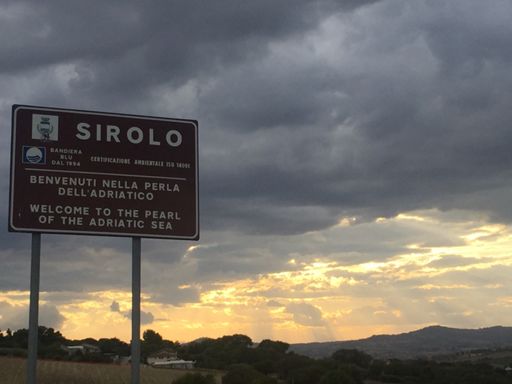 SIROLO
BANDIERA
BLU
DAL 1994
CERTIFICAZIONE AMBIENTALE ISO 14001
BENVENUTI NELLA PERLA
DELL'ADRIATICO
WELCOME TO THE PEARL
OF THE ADRIATIC SEA